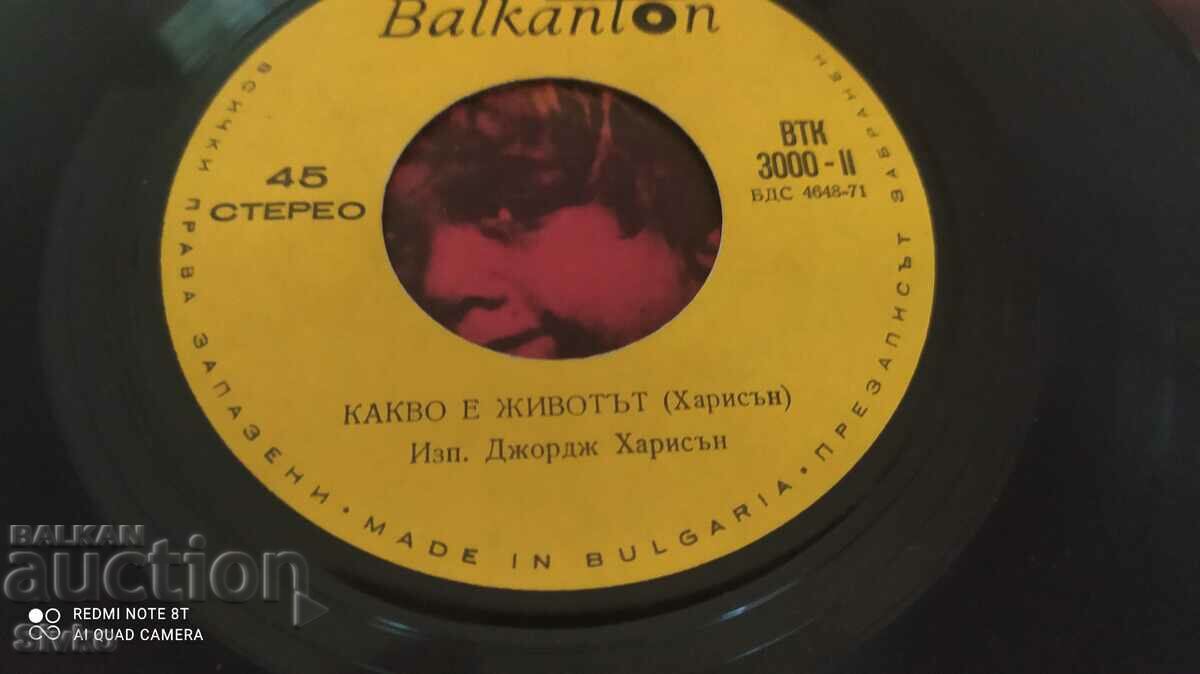 Balkanton
45
СТЕРЕО
ВТК
3000-II
БДС 4648-71
КАКВО Е ЖИВОТЪТ (Харисън)
Изп. Джордж Харисън
ВСИЧКИ ПРАВА ЗАПАЗЕНИ • MADE IN BULGARIA • ПРЕЗАПИСЪТ ЗАБРАНЕН
BALKAN
auction
REDMI NOTE 8T
AI QUAD CAMERA
Sivko